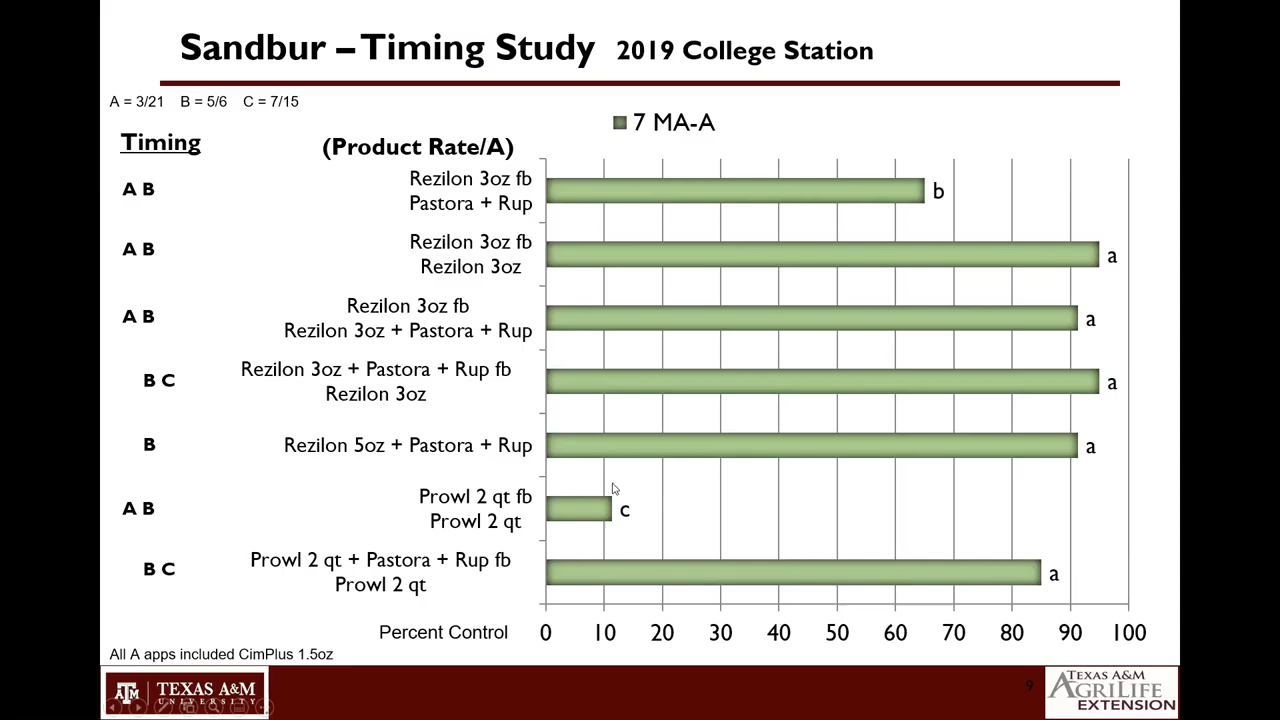 Sandbur – Timing Study 2019 College Station
A = 3/21 B = 5/6 C = 7/15
7 MA-A
Timing
(Product Rate/A)
A B
Rezilon 3oz fb
Pastora + Rup
b
A B
Rezilon 3oz fb
Rezilon 3oz
a
A B
Rezilon 3oz fb
Rezilon 3oz + Pastora + Rup
a
B C
Rezilon 3oz + Pastora + Rup fb
Rezilon 3oz
a
B
Rezilon 5oz + Pastora + Rup
a
A B
Prowl 2 qt fb
Prowl 2 qt
c
B C
Prowl 2 qt + Pastora + Rup fb
Prowl 2 qt
a
Percent Control
0 10 20 30 40 50 60 70 80 90 100
All A apps included CimPlus 1.5oz
ATM
TEXAS A&M
UNIVERSITY
9
TEXAS A&M
AGRILIFE
EXTENSION